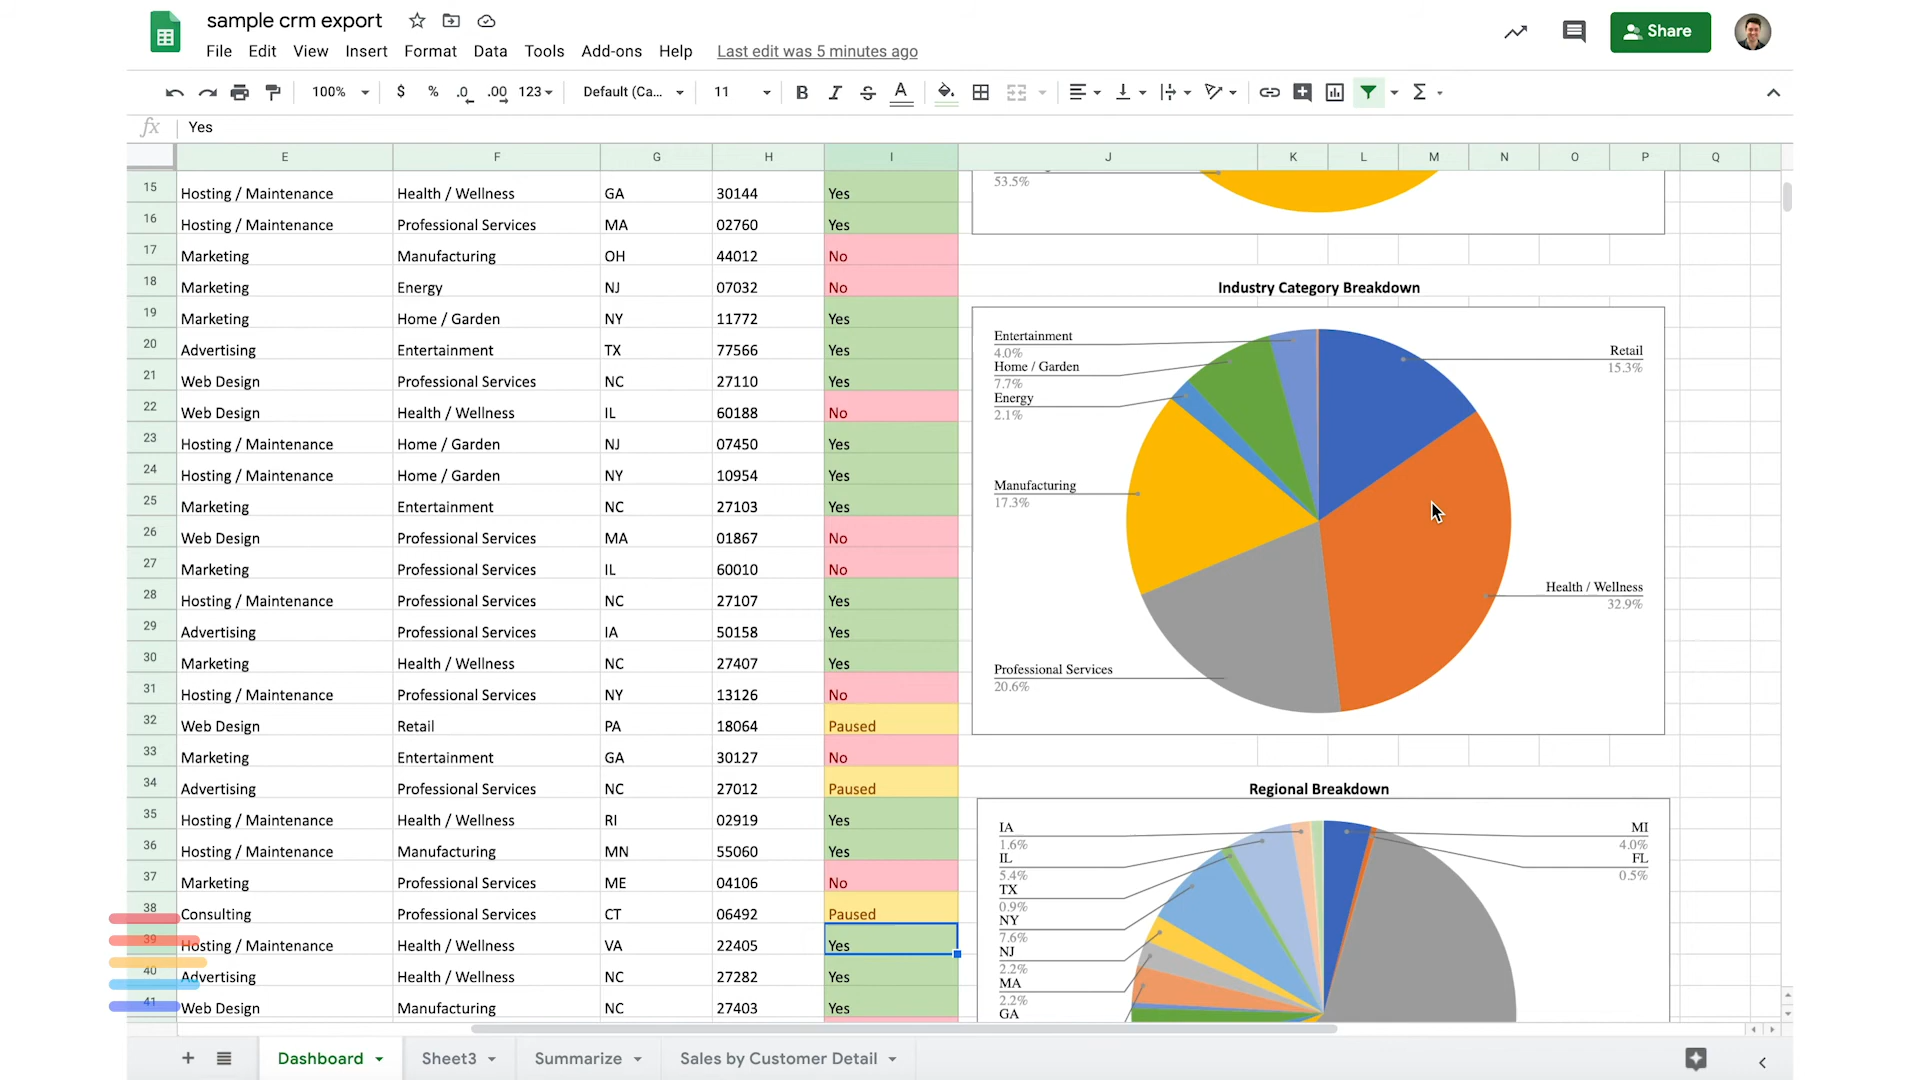 sample crm export
File Edit View Insert Format Data Tools Add-ons Help Last edit was 5 minutes ago
Share
100% $ % .0 .00 123 Default (Ca... 11 B I S A Σ
fx Yes
E F G H I J K L M N O P Q
15 Hosting / Maintenance Health / Wellness GA 30144 Yes
16 Hosting / Maintenance Professional Services MA 02760 Yes
17 Marketing Manufacturing OH 44012 No
18 Marketing Energy NJ 07032 No
19 Marketing Home / Garden NY 11772 Yes
20 Advertising Entertainment TX 77566 Yes
21 Web Design Professional Services NC 27110 Yes
22 Web Design Health / Wellness IL 60188 No
23 Hosting / Maintenance Home / Garden NJ 07450 Yes
24 Hosting / Maintenance Home / Garden NY 10954 Yes
25 Marketing Entertainment NC 27103 Yes
26 Web Design Professional Services MA 01867 No
27 Marketing Professional Services IL 60010 No
28 Hosting / Maintenance Professional Services NC 27107 Yes
29 Advertising Professional Services IA 50158 Yes
30 Marketing Health / Wellness NC 27407 Yes
31 Hosting / Maintenance Professional Services NY 13126 No
32 Web Design Retail PA 18064 Paused
33 Marketing Entertainment GA 30127 No
34 Advertising Professional Services NC 27012 Paused
35 Hosting / Maintenance Health / Wellness RI 02919 Yes
36 Hosting / Maintenance Manufacturing MN 55060 Yes
37 Marketing Professional Services ME 04106 No
38 Consulting Professional Services CT 06492 Paused
39 Hosting / Maintenance Health / Wellness VA 22405 Yes
40 Advertising Health / Wellness NC 27282 Yes
41 Web Design Manufacturing NC 27403 Yes
53.5%
Industry Category Breakdown
Entertainment
4.0%
Home / Garden
7.7%
Energy
2.1%
Manufacturing
17.3%
Professional Services
20.6%
Retail
15.3%
Health / Wellness
32.9%
Regional Breakdown
IA
1.6%
IL
5.4%
TX
0.9%
NY
7.6%
NJ
2.2%
MA
2.2%
GA
MI
4.0%
FL
0.5%
Dashboard Sheet3 Summarize Sales by Customer Detail